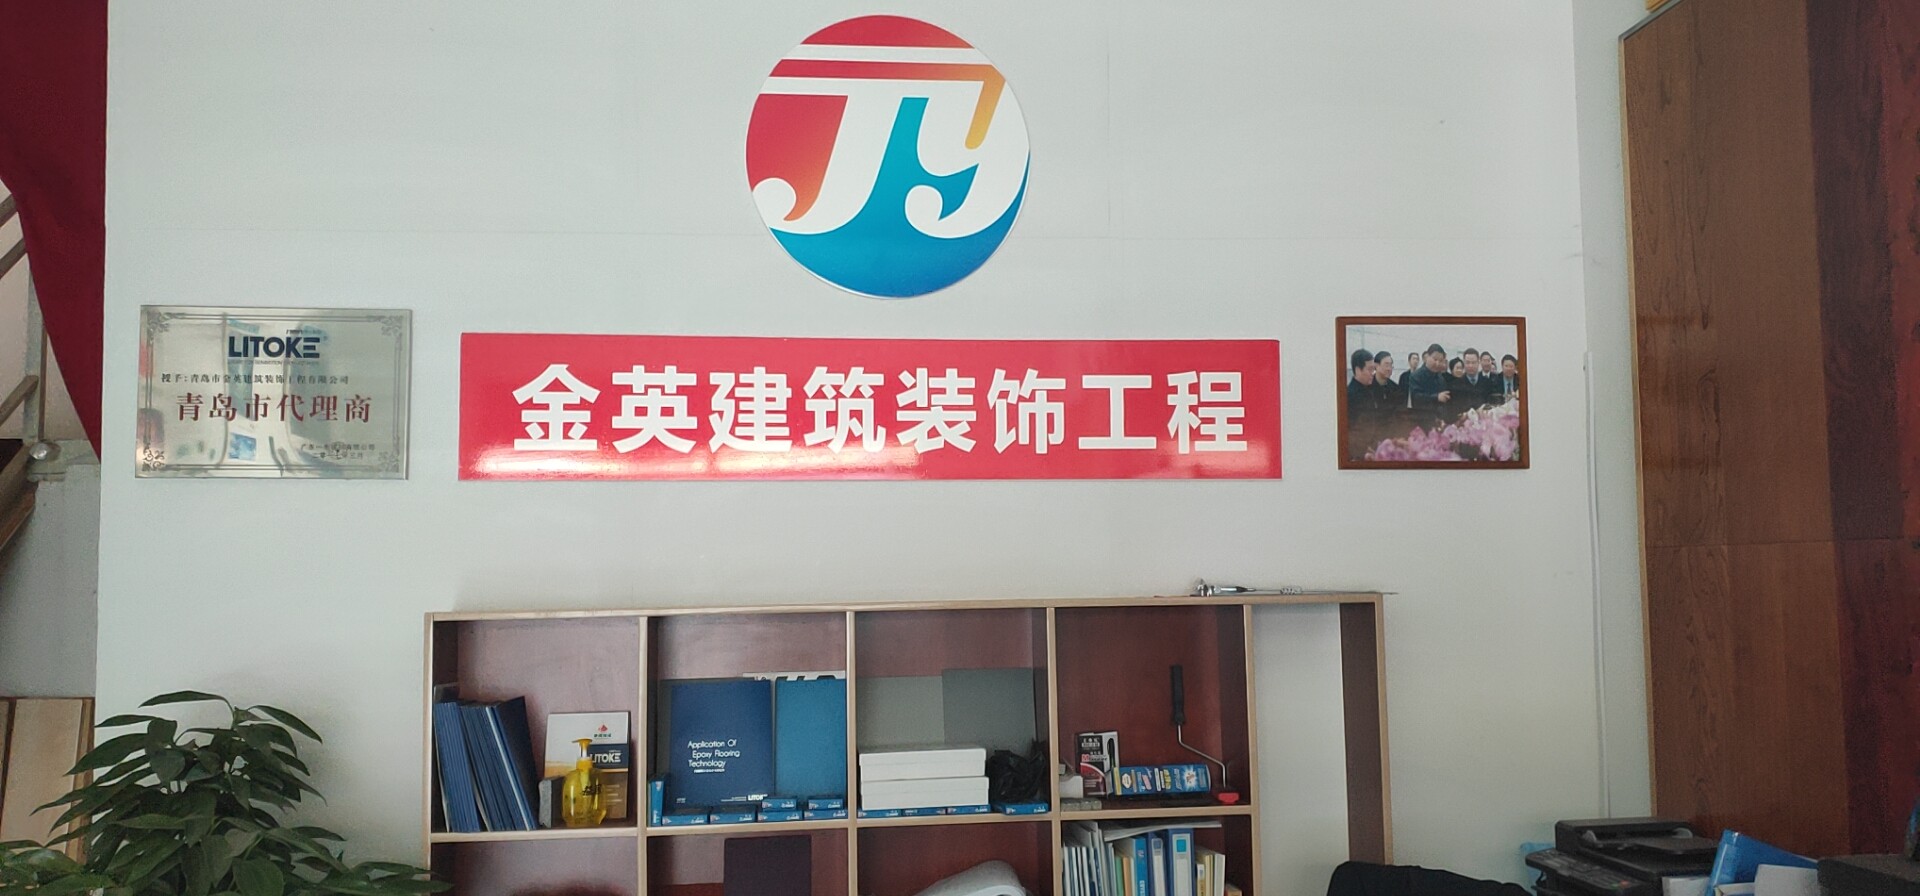 JY
LITOKE
授予：青岛市金英建筑装饰工程有限公司
青岛市代理商
金英建筑装饰工程
LITOKE
Application Of
Epoxy Flooring
Technology